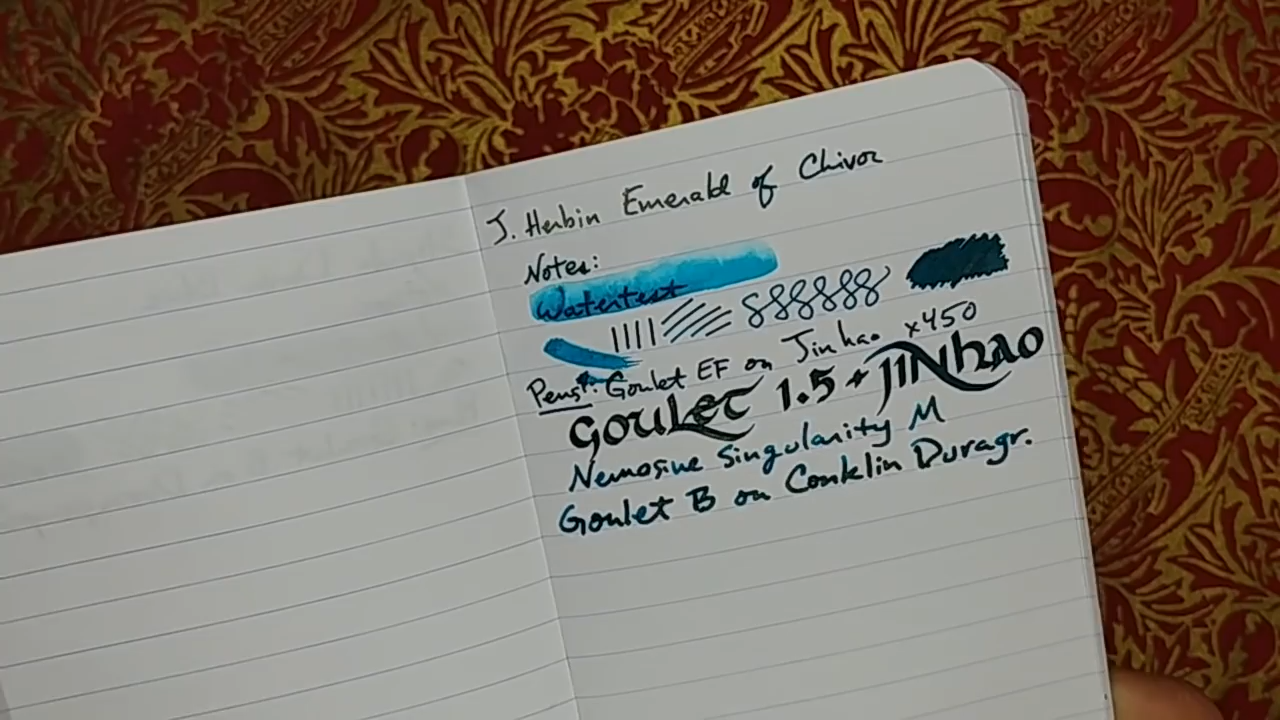 J. Herbin Emerald of Chivor
Notes:
Watertest
Pens: Goulet EF on Jinhao x450
GOULET 1.5 + JINHAO
Nemosine Singularity M
Goulet B on Conklin Duragr.